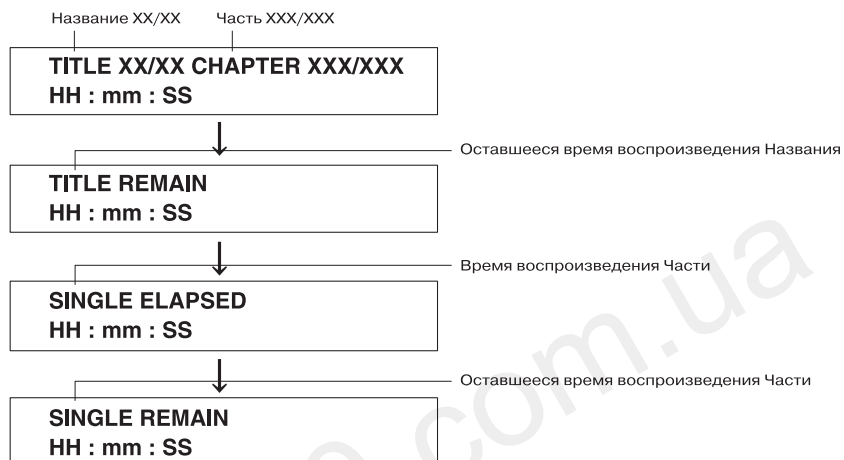 Название XX/XX Часть XXX/XXX
TITLE XX/XX CHAPTER XXX/XXX
HH : mm : SS
Оставшееся время воспроизведения Названия
TITLE REMAIN
HH : mm : SS
Время воспроизведения Части
SINGLE ELAPSED
HH : mm : SS
Оставшееся время воспроизведения Части
SINGLE REMAIN
HH : mm : SS
.com.ua